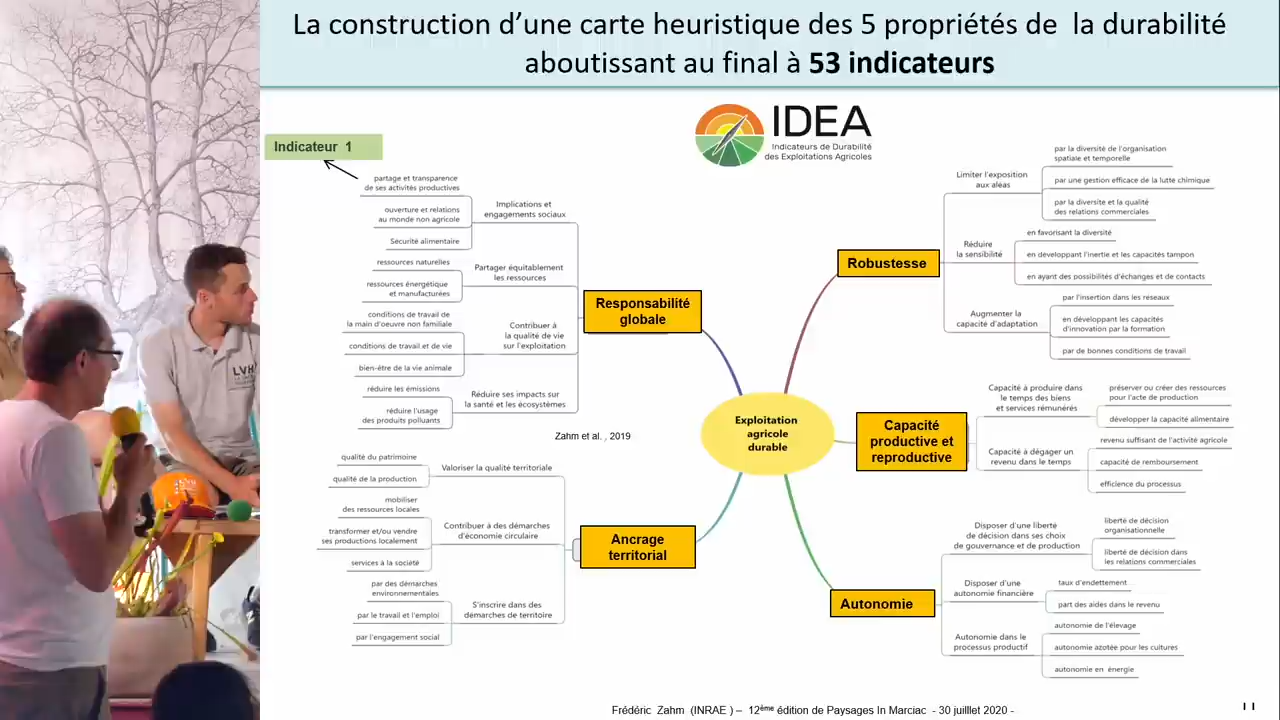 La construction d'une carte heuristique des 5 propriétés de la durabilité
aboutissant au final à 53 indicateurs
IDEA
Indicateurs de Durabilité
des Exploitations Agricoles
Indicateur 1
partage et transparence
de ses activités productives
ouverture et relations
au monde non agricole
Sécurité alimentaire
Implications et
engagements sociaux
ressources naturelles
ressources énergétique
et manufacturées
Partager équitablement
les ressources
conditions de travail de
la main d'oeuvre non familiale
conditions de travail et de vie
bien-être de la vie animale
Contribuer à
la qualité de vie
sur l'exploitation
réduire les émissions
réduire l'usage
des produits polluants
Réduire ses impacts sur
la santé et les écosystèmes
Responsabilité
globale
Zahm et al. , 2019
qualité du patrimoine
qualité de la production
Valoriser la qualité territoriale
mobiliser
des ressources locales
transformer et/ou vendre
ses productions localement
services à la société
Contribuer à des démarches
d'économie circulaire
par des démarches
environnementales
par le travail et l'emploi
par l'engagement social
S'inscrire dans des
démarches de territoire
Ancrage
territorial
Exploitation
agricole
durable
Robustesse
Limiter l'exposition
aux aléas
par la diversité de l'organisation
spatiale et temporelle
par une gestion efficace de la lutte chimique
par la diversité et la qualité
des relations commerciales
Réduire
la sensibilité
en favorisant la diversité
en développant l'inertie et les capacités tampon
en ayant des possibilités d'échanges et de contacts
Augmenter la
capacité d'adaptation
par l'insertion dans les réseaux
en développant les capacités
d'innovation par la formation
par de bonnes conditions de travail
Capacité
productive et
reproductive
Capacité à produire dans
le temps des biens
et services rémunérés
préserver ou créer des ressources
pour l'acte de production
développer la capacité alimentaire
Capacité à dégager un
revenu dans le temps
revenu suffisant de l'activité agricole
capacité de remboursement
efficience du processus
Autonomie
Disposer d'une liberté
de décision dans ses choix
de gouvernance et de production
liberté de décision
organisationnelle
liberté de décision dans
les relations commerciales
Disposer d'une
autonomie financière
taux d'endettement
part des aides dans le revenu
Autonomie dans le
processus productif
autonomie de l'élevage
autonomie azotée pour les cultures
autonomie en énergie
Frédéric Zahm (INRAE ) – 12ème édition de Paysages In Marciac - 30 juilllet 2020 -